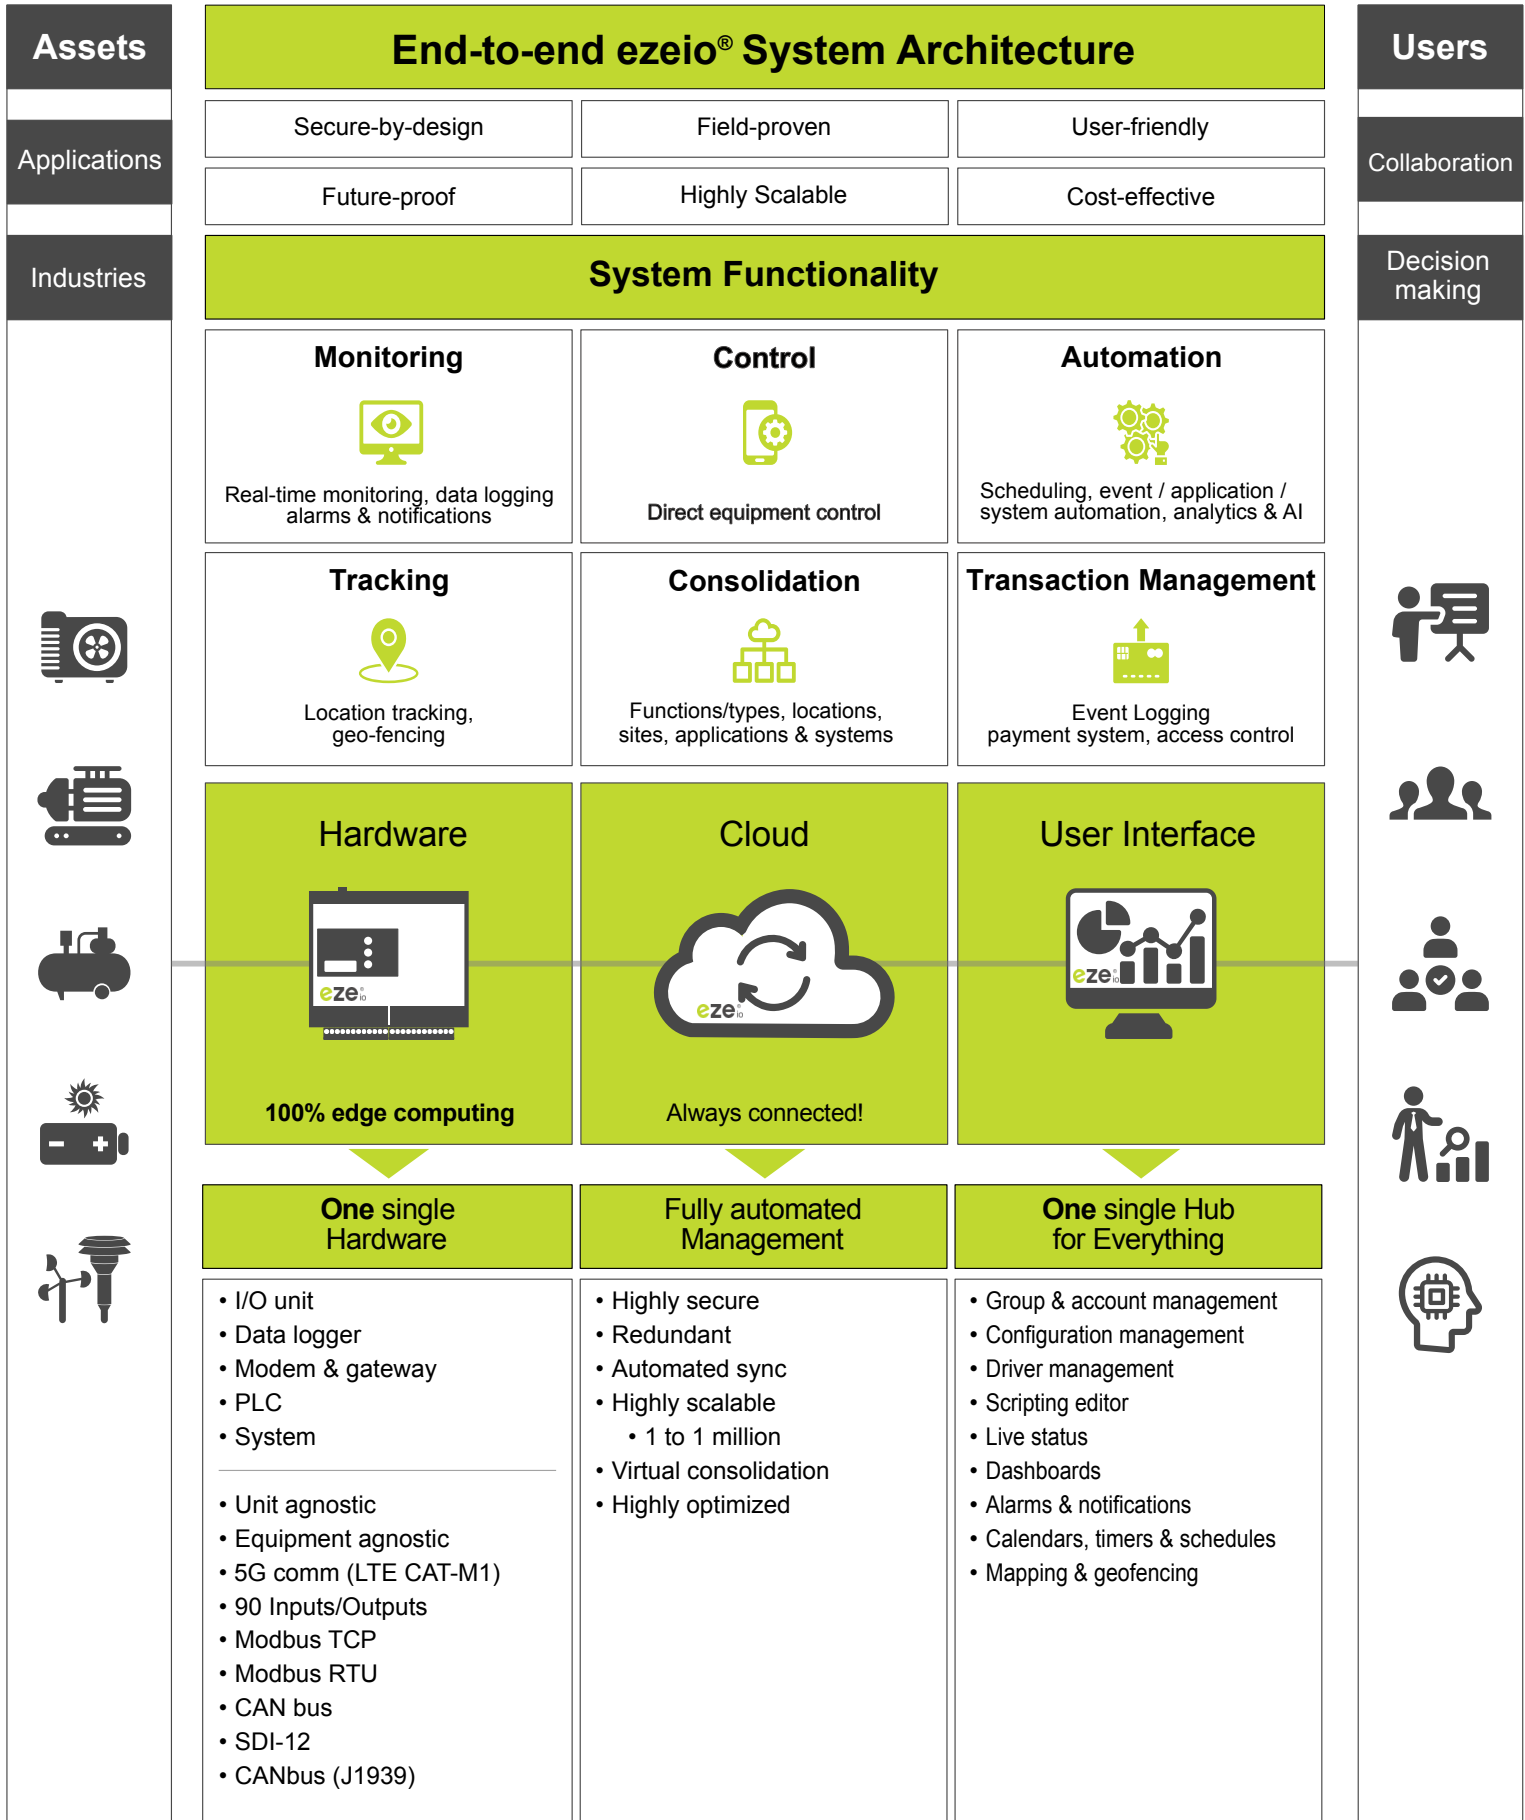 Assets
Applications
Industries
End-to-end ezeio® System Architecture
Secure-by-design
Field-proven
User-friendly
Future-proof
Highly Scalable
Cost-effective
Users
Collaboration
Decision
making
System Functionality
Monitoring
Real-time monitoring, data logging
alarms & notifications
Control
Direct equipment control
Automation
Scheduling, event / application /
system automation, analytics & AI
Tracking
Location tracking,
geo-fencing
Consolidation
Functions/types, locations,
sites, applications & systems
Transaction Management
Event Logging
payment system, access control
Hardware
eze® io
100% edge computing
Cloud
eze® io
Always connected!
User Interface
eze® io
One single
Hardware
• I/O unit
• Data logger
• Modem & gateway
• PLC
• System
• Unit agnostic
• Equipment agnostic
• 5G comm (LTE CAT-M1)
• 90 Inputs/Outputs
• Modbus TCP
• Modbus RTU
• CAN bus
• SDI-12
• CANbus (J1939)
Fully automated
Management
• Highly secure
• Redundant
• Automated sync
• Highly scalable
• 1 to 1 million
• Virtual consolidation
• Highly optimized
One single Hub
for Everything
• Group & account management
• Configuration management
• Driver management
• Scripting editor
• Live status
• Dashboards
• Alarms & notifications
• Calendars, timers & schedules
• Mapping & geofencing